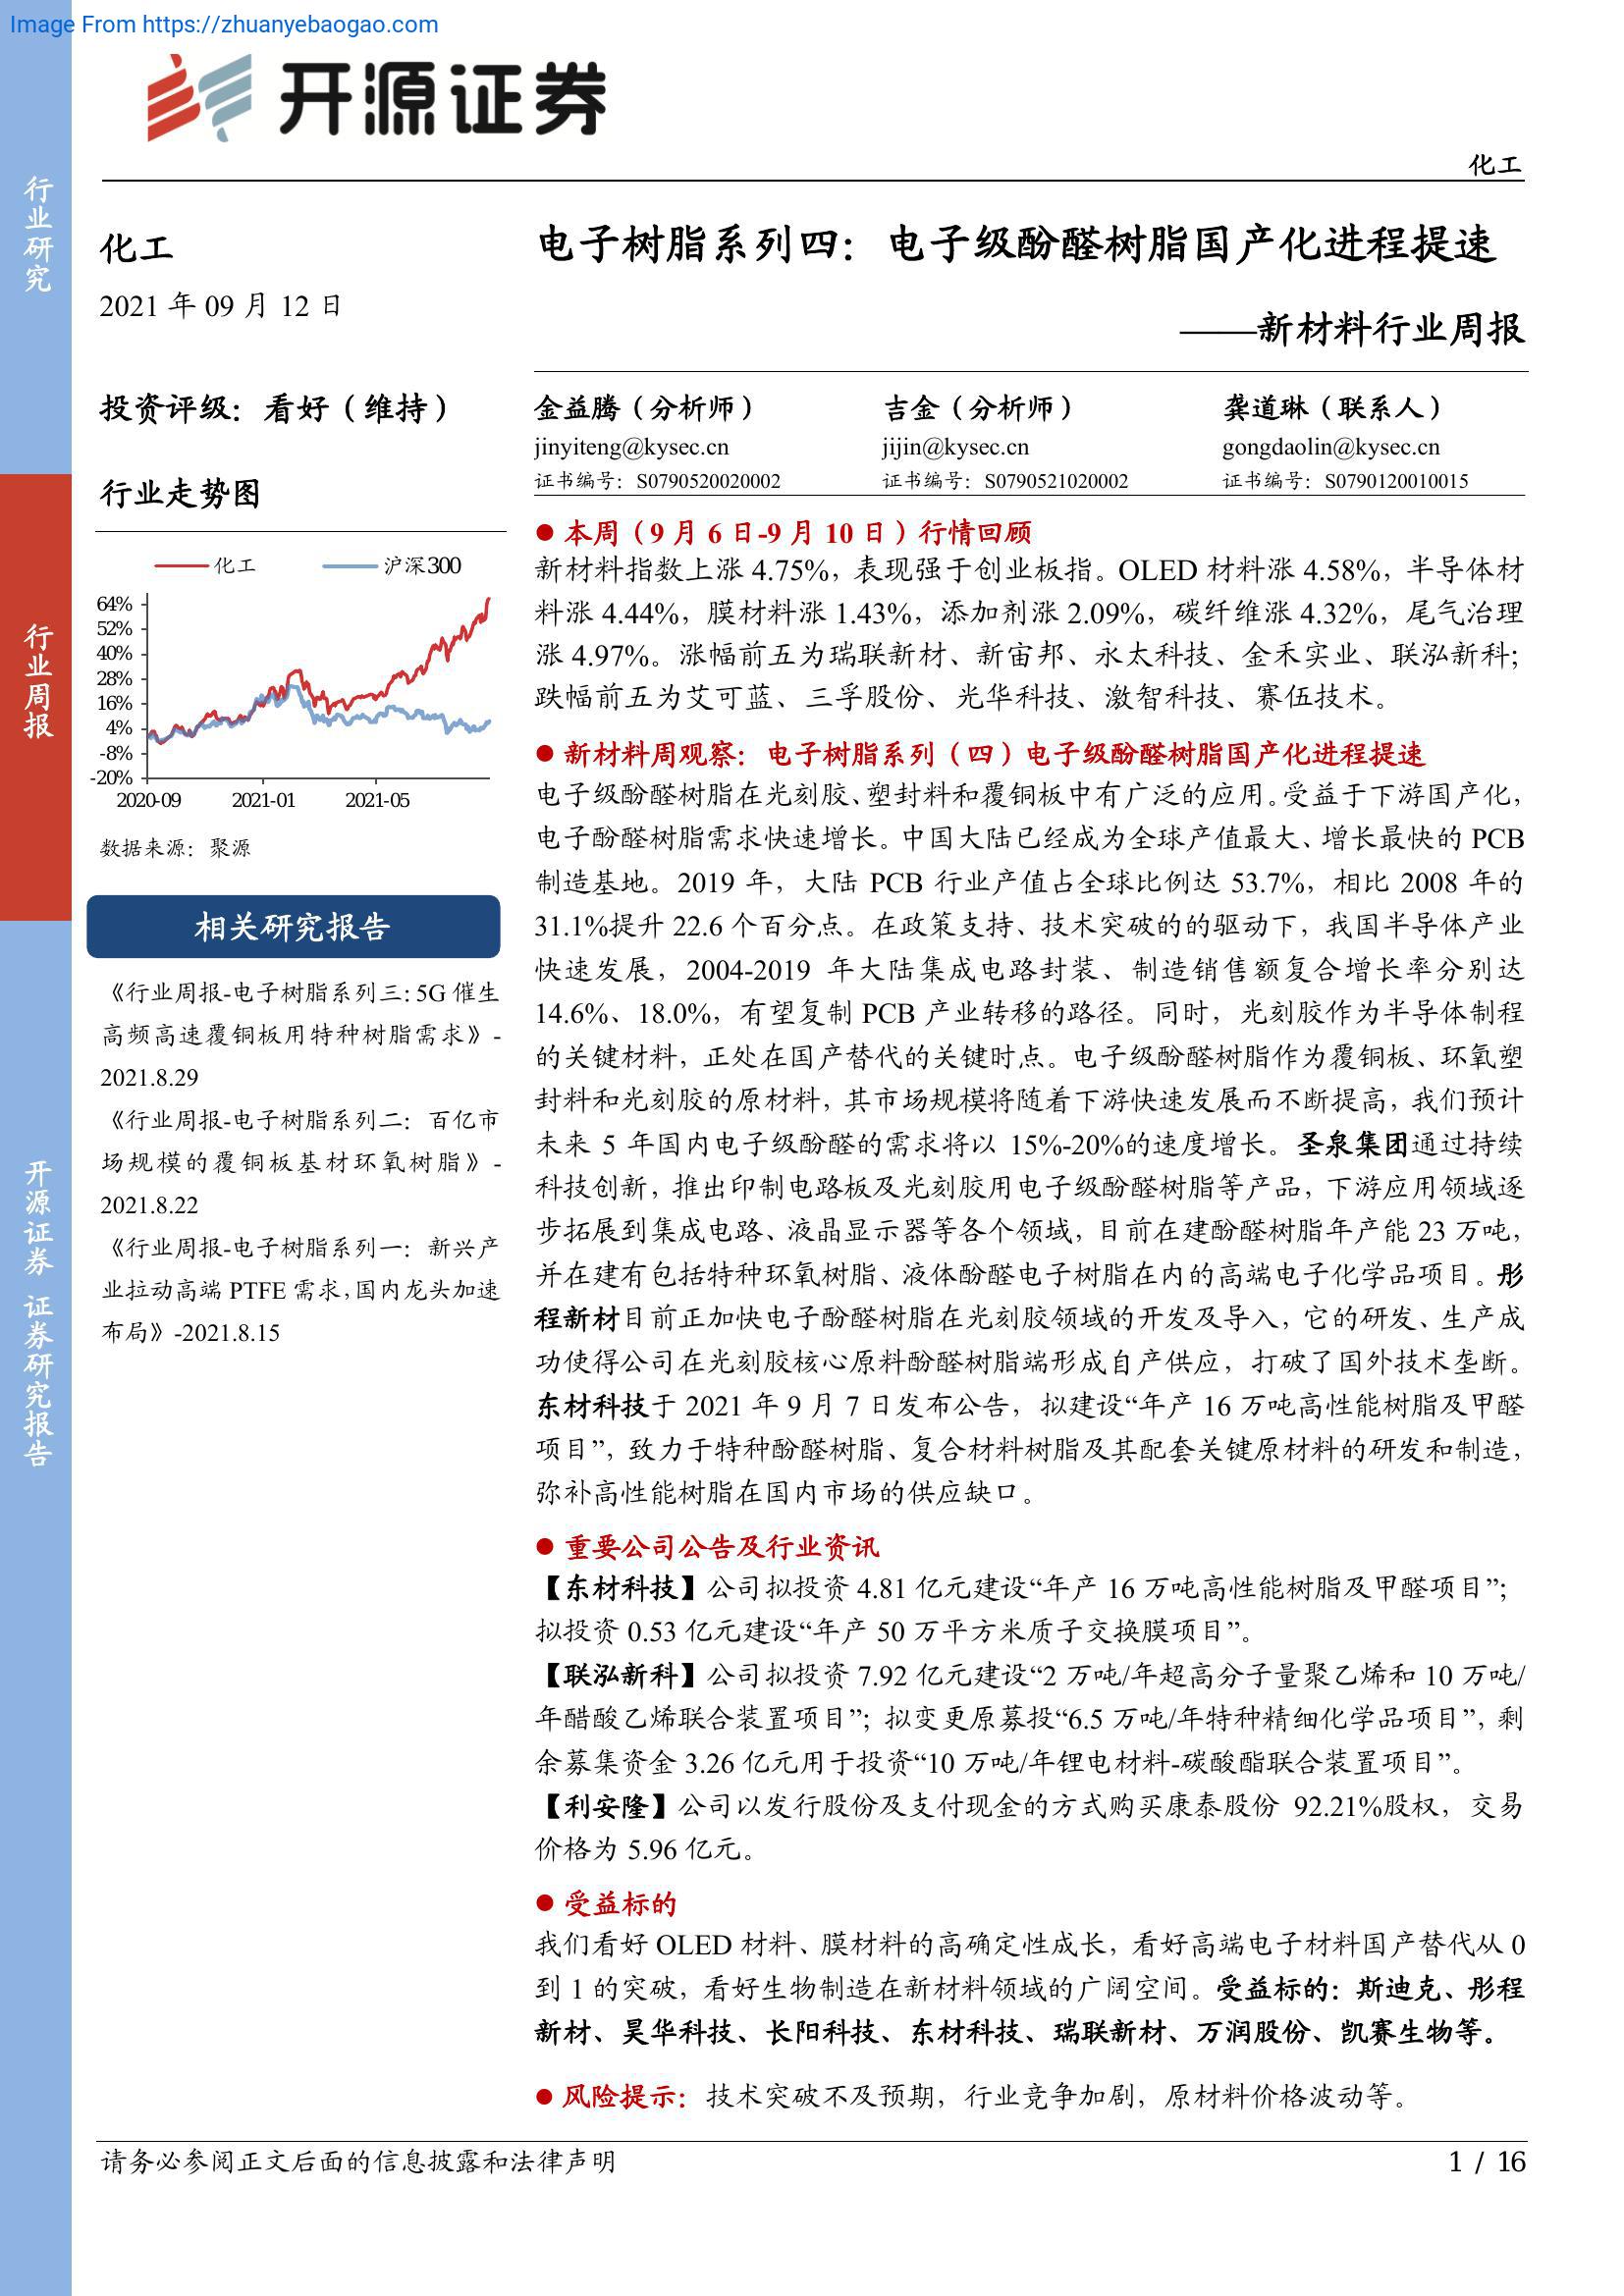 Image From https://zhuanyebaogao.com
开源证券
化工
行业研究
行业周报
开源证券 证券研究报告
化工
2021 年 09 月 12 日
投资评级：看好（维持）
行业走势图
化工 沪深300
64%
52%
40%
28%
16%
4%
-8%
-20%
2020-09 2021-01 2021-05
数据来源：聚源
相关研究报告
《行业周报-电子树脂系列三：5G 催生
高频高速覆铜板用特种树脂需求》-
2021.8.29
《行业周报-电子树脂系列二：百亿市
场规模的覆铜板基材环氧树脂》-
2021.8.22
《行业周报-电子树脂系列一：新兴产
业拉动高端 PTFE 需求，国内龙头加速
布局》-2021.8.15
电子树脂系列四：电子级酚醛树脂国产化进程提速
——新材料行业周报
金益腾（分析师） 吉金（分析师） 龚道琳（联系人）
jinyiteng@kysec.cn jijin@kysec.cn gongdaolin@kysec.cn
证书编号：S0790520020002 证书编号：S0790521020002 证书编号：S0790120010015
● 本周（9 月 6 日-9 月 10 日）行情回顾
新材料指数上涨 4.75%，表现强于创业板指。OLED 材料涨 4.58%，半导体材
料涨 4.44%，膜材料涨 1.43%，添加剂涨 2.09%，碳纤维涨 4.32%，尾气治理
涨 4.97%。涨幅前五为瑞联新材、新宙邦、永太科技、金禾实业、联泓新科；
跌幅前五为艾可蓝、三孚股份、光华科技、激智科技、赛伍技术。
● 新材料周观察：电子树脂系列（四）电子级酚醛树脂国产化进程提速
电子级酚醛树脂在光刻胶、塑封料和覆铜板中有广泛的应用。受益于下游国产化，
电子酚醛树脂需求快速增长。中国大陆已经成为全球产值最大、增长最快的 PCB
制造基地。2019 年，大陆 PCB 行业产值占全球比例达 53.7%，相比 2008 年的
31.1%提升 22.6 个百分点。在政策支持、技术突破的的驱动下，我国半导体产业
快速发展，2004-2019 年大陆集成电路封装、制造销售额复合增长率分别达
14.6%、18.0%，有望复制 PCB 产业转移的路径。同时，光刻胶作为半导体制程
的关键材料，正处在国产替代的关键时点。电子级酚醛树脂作为覆铜板、环氧塑
封料和光刻胶的原材料，其市场规模将随着下游快速发展而不断提高，我们预计
未来 5 年国内电子级酚醛的需求将以 15%-20%的速度增长。圣泉集团通过持续
科技创新，推出印制电路板及光刻胶用电子级酚醛树脂等产品，下游应用领域逐
步拓展到集成电路、液晶显示器等各个领域，目前在建酚醛树脂年产能 23 万吨，
并在建有包括特种环氧树脂、液体酚醛电子树脂在内的高端电子化学品项目。彤
程新材目前正加快电子酚醛树脂在光刻胶领域的开发及导入，它的研发、生产成
功使得公司在光刻胶核心原料酚醛树脂端形成自产供应，打破了国外技术垄断。
东材科技于 2021 年 9 月 7 日发布公告，拟建设“年产 16 万吨高性能树脂及甲醛
项目”，致力于特种酚醛树脂、复合材料树脂及其配套关键原材料的研发和制造，
弥补高性能树脂在国内市场的供应缺口。
● 重要公司公告及行业资讯
【东材科技】公司拟投资 4.81 亿元建设“年产 16 万吨高性能树脂及甲醛项目”；
拟投资 0.53 亿元建设“年产 50 万平方米质子交换膜项目”。
【联泓新科】公司拟投资 7.92 亿元建设“2 万吨/年超高分子量聚乙烯和 10 万吨/
年醋酸乙烯联合装置项目”；拟变更原募投“6.5 万吨/年特种精细化学品项目”，剩
余募集资金 3.26 亿元用于投资“10 万吨/年锂电材料-碳酸酯联合装置项目”。
【利安隆】公司以发行股份及支付现金的方式购买康泰股份 92.21%股权，交易
价格为 5.96 亿元。
● 受益标的
我们看好 OLED 材料、膜材料的高确定性成长，看好高端电子材料国产替代从 0
到 1 的突破，看好生物制造在新材料领域的广阔空间。受益标的：斯迪克、彤程
新材、昊华科技、长阳科技、东材科技、瑞联新材、万润股份、凯赛生物等。
● 风险提示：技术突破不及预期，行业竞争加剧，原材料价格波动等。
请务必参阅正文后面的信息披露和法律声明 1 / 16